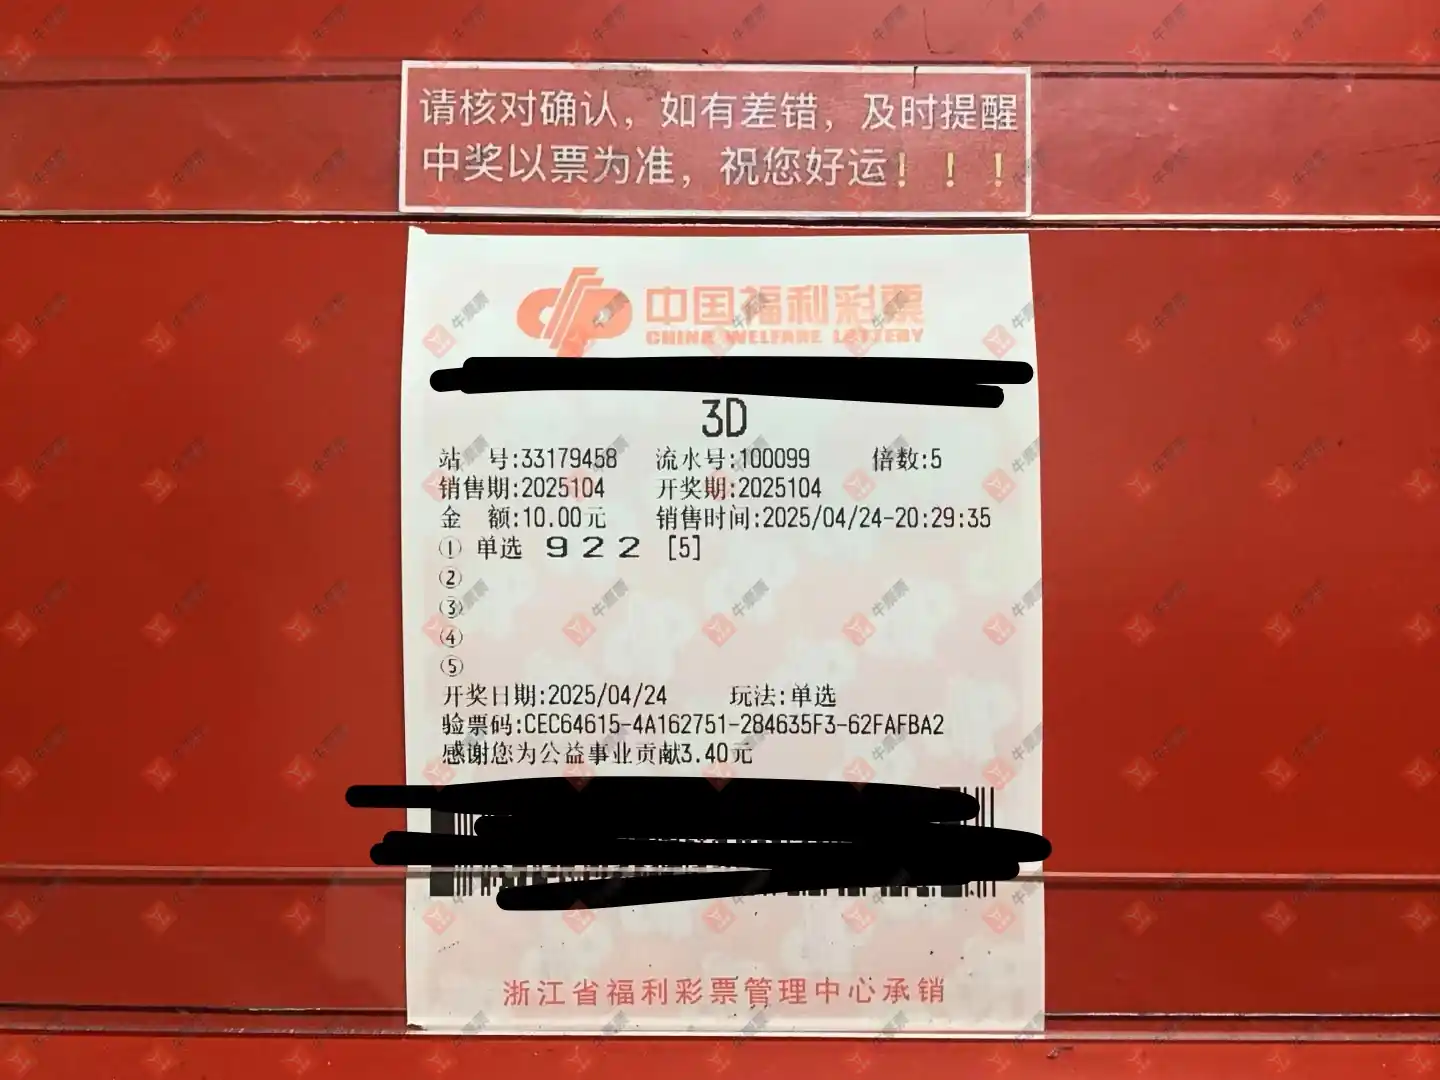 请核对确认，如有差错，及时提醒
中奖以票为准，祝您好运！！！
中国福利彩票
CHINA WELFARE LOTTERY
3D
站 号:33179458 流水号:100099 倍数:5
销售期:2025104 开奖期:2025104
金 额:10.00元 销售时间:2025/04/24-20:29:35
① 单选 9 2 2 [5]
②
③
④
⑤
开奖日期:2025/04/24 玩法:单选
验票码:CEC64615-4A162751-284635F3-62FAFBA2
感谢您为公益事业贡献3.40元
浙江省福利彩票管理中心承销